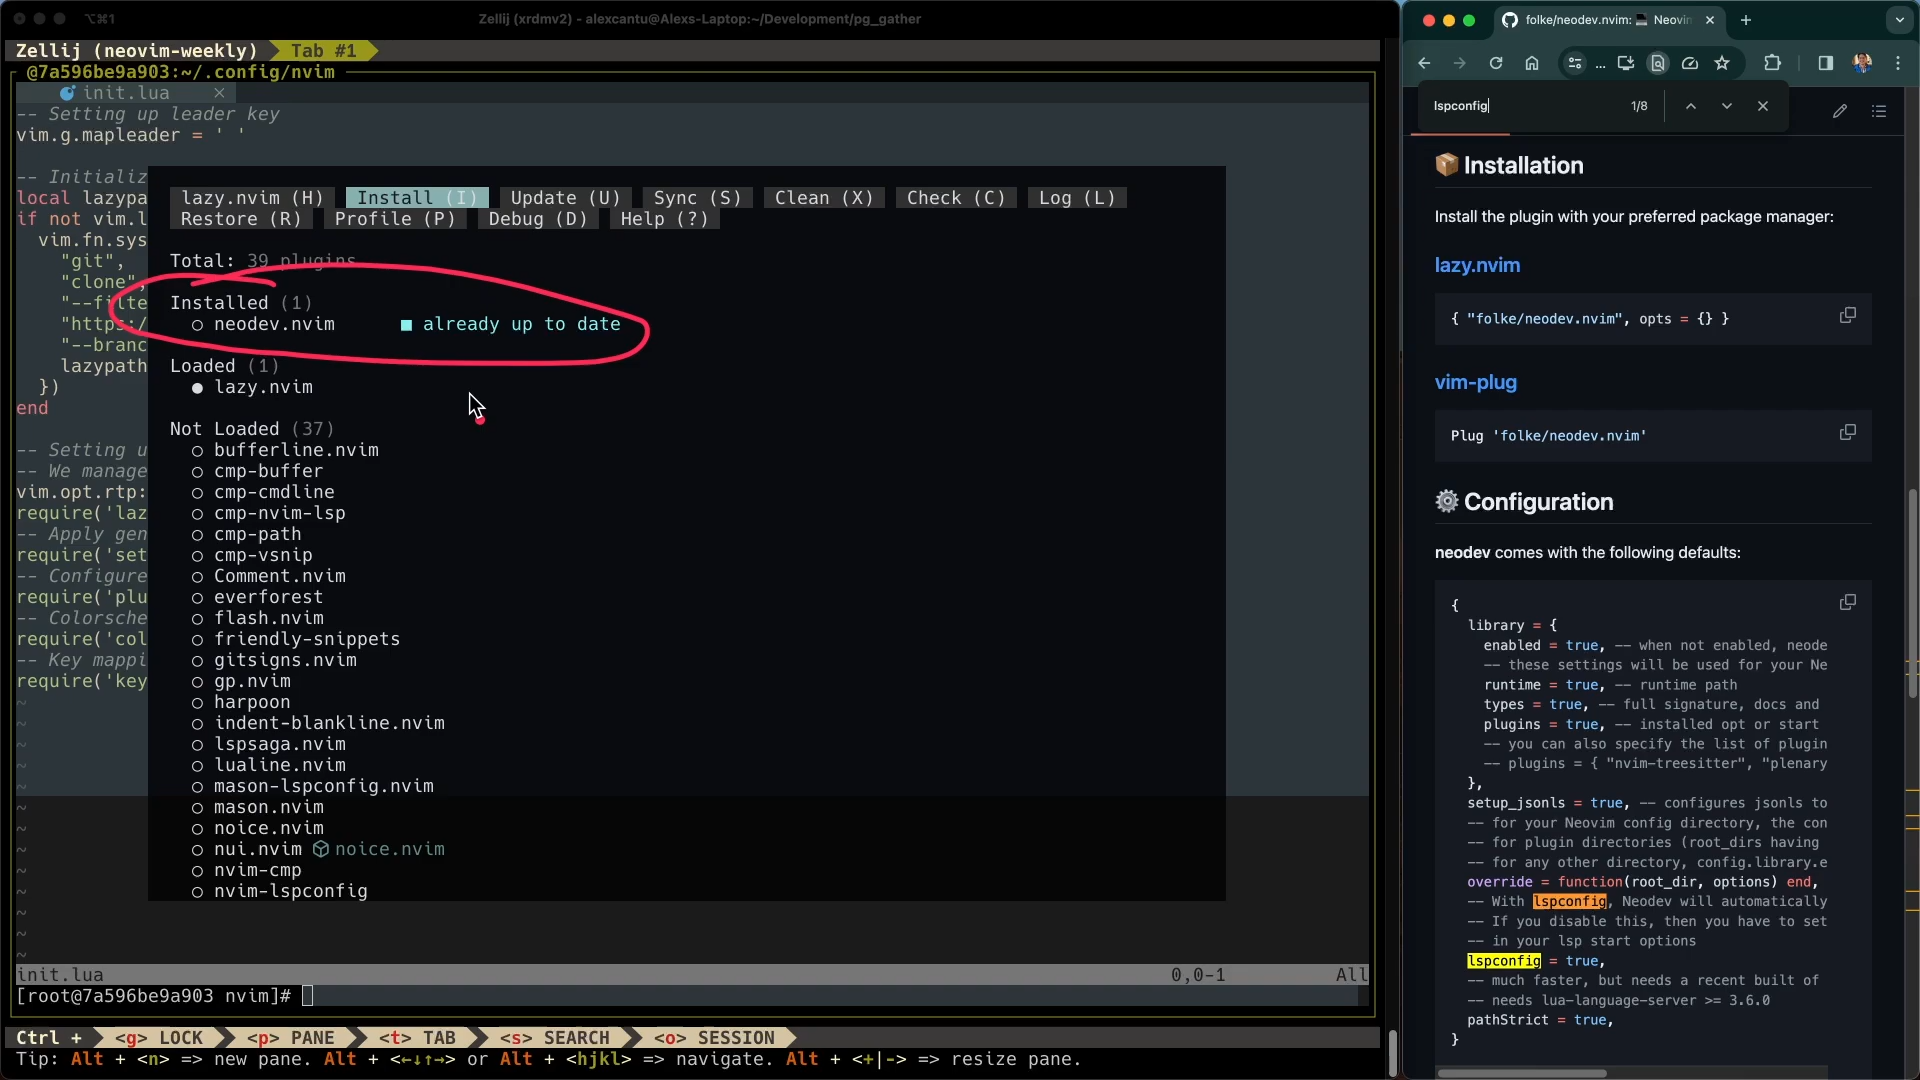 ⌥⌘1
Zellij (xrdmv2) - alexcantu@Alexs-Laptop:~/Development/pg_gather
Zellij (neovim-weekly) Tab #1
@7a596be9a903:~/.config/nvim
init.lua ×
-- Setting up leader key
vim.g.mapleader = ' '
-- Initializ
local lazypa
if not vim.l
vim.fn.sys
"git",
"clone",
"--filte
"https:/
"--branc
lazypath
})
end
-- Setting u
-- We manage
vim.opt.rtp:
require('laz
-- Apply gen
require('set
-- Configure
require('plu
-- Colorsche
require('col
-- Key mappi
require('key
~
~
~
~
~
~
~
~
~
~
~
~
~
lazy.nvim (H) Install (I) Update (U) Sync (S) Clean (X) Check (C) Log (L)
Restore (R) Profile (P) Debug (D) Help (?)
Total: 39 plugins
Installed (1)
○ neodev.nvim ■ already up to date
Loaded (1)
● lazy.nvim
Not Loaded (37)
○ bufferline.nvim
○ cmp-buffer
○ cmp-cmdline
○ cmp-nvim-lsp
○ cmp-path
○ cmp-vsnip
○ Comment.nvim
○ everforest
○ flash.nvim
○ friendly-snippets
○ gitsigns.nvim
○ gp.nvim
○ harpoon
○ indent-blankline.nvim
○ lspsaga.nvim
○ lualine.nvim
○ mason-lspconfig.nvim
○ mason.nvim
○ noice.nvim
○ nui.nvim noice.nvim
○ nvim-cmp
○ nvim-lspconfig
init.lua 0,0-1 All
[root@7a596be9a903 nvim]#
Ctrl + <g> LOCK <p> PANE <t> TAB <s> SEARCH <o> SESSION
Tip: Alt + <n> => new pane. Alt + <←↓↑→> or Alt + <hjkl> => navigate. Alt + <+|-> => resize pane.
folke/neodev.nvim: 💻 Neovim
lspconfig 1/8
📦 Installation
Install the plugin with your preferred package manager:
lazy.nvim
{ "folke/neodev.nvim", opts = {} }
vim-plug
Plug 'folke/neodev.nvim'
⚙️ Configuration
neodev comes with the following defaults:
{
library = {
enabled = true, -- when not enabled, neode
-- these settings will be used for your Ne
runtime = true, -- runtime path
types = true, -- full signature, docs and
plugins = true, -- installed opt or start
-- you can also specify the list of plugin
-- plugins = { "nvim-treesitter", "plenary
},
setup_jsonls = true, -- configures jsonls to
-- for your Neovim config directory, the con
-- for plugin directories (root_dirs having
-- for any other directory, config.library.e
override = function(root_dir, options) end,
-- With lspconfig, Neodev will automatically
-- If you disable this, then you have to set
-- in your lsp start options
lspconfig = true,
-- much faster, but needs a recent built of
-- needs lua-language-server >= 3.6.0
pathStrict = true,
}